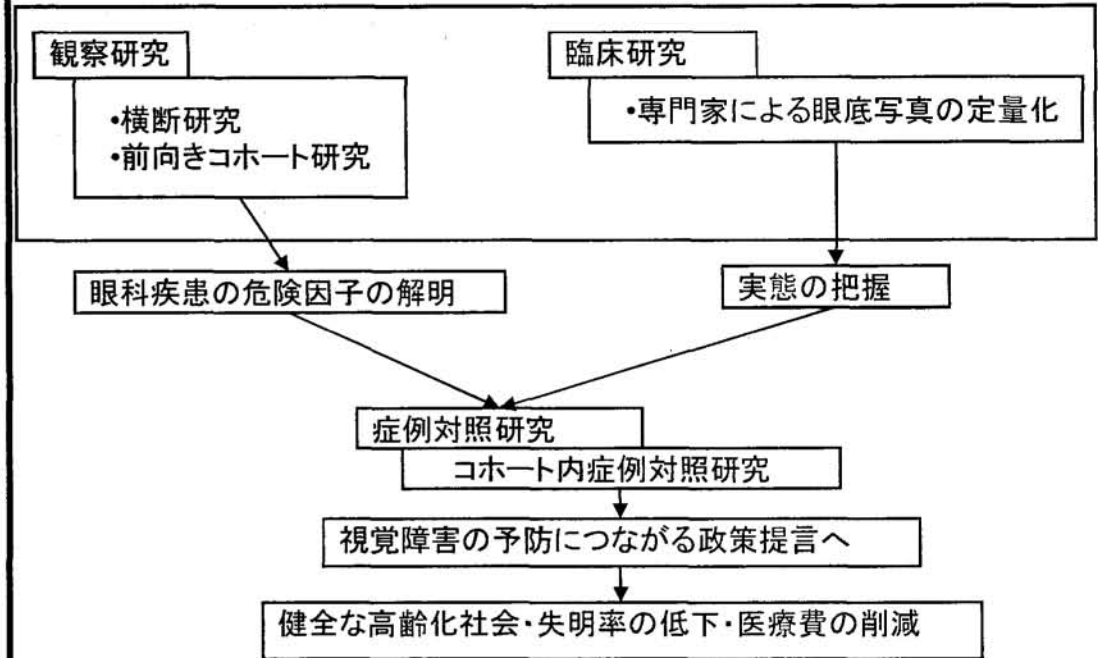 観察研究
・横断研究
・前向きコホート研究
臨床研究
・専門家による眼底写真の定量化
眼科疾患の危険因子の解明
実態の把握
症例対照研究
コホート内症例対照研究
視覚障害の予防につながる政策提言へ
健全な高齢化社会・失明率の低下・医療費の削減